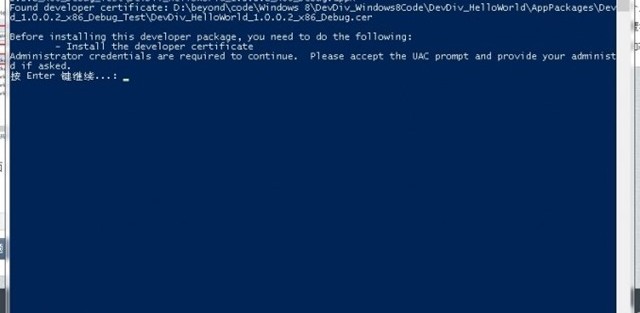 Found developer certificate: D:\beyond\code\Windows 8\DevDiv_Windows8Code\DevDiv_HelloWorld\AppPackages\Dev
d_1.0.0.2_x86_Debug_Test\DevDiv_HelloWorld_1.0.0.2_x86_Debug.cer
Before installing this developer package, you need to do the following:
- Install the developer certificate
Administrator credentials are required to continue.  Please accept the UAC prompt and provide your administ
d if asked.
按 Enter 键继续...: _